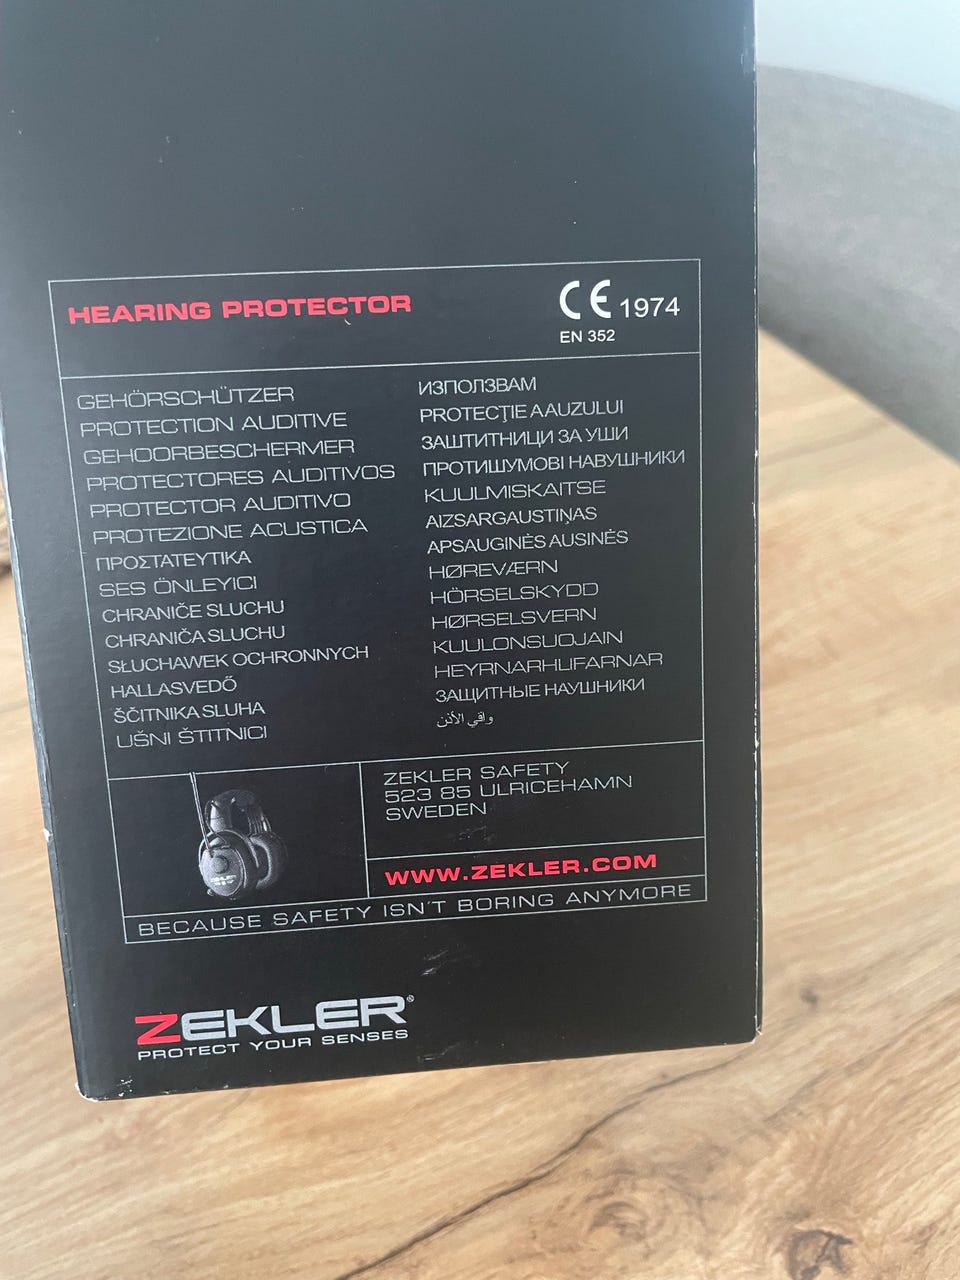 HEARING PROTECTOR
CE 1974
EN 352
GEHÖRSCHÜTZER
PROTECTION AUDITIVE
GEHOORBESCHERMER
PROTECTORES AUDITIVOS
PROTECTOR AUDITIVO
PROTEZIONE ACUSTICA
ΠΡΟΣΤΑΤΕΥΤΙΚΑ
SES ÖNLEYICI
CHRANIČE SLUCHU
CHRANIČA SLUCHU
SŁUCHAWEK OCHRONNYCH
HALLASVEDŐ
ŠČITNIKA SLUHA
UŠNI ŠTITNICI
ИЗПОЛЗВАМ
PROTECŢIE A AUZULUI
ЗАШТИТНИЦИ ЗА УШИ
ПРОТИШУМОВІ НАВУШНИКИ
KUULMISKAITSE
AIZSARGAUSTIŅAS
APSAUGINĖS AUSINĖS
HØREVÆRN
HÖRSELSKYDD
HØRSELSVERN
KUULONSUOJAIN
HEYRNARHLIFARNAR
ЗАЩИТНЫЕ НАУШНИКИ
واقي الأذن
ZEKLER
ZEKLER SAFETY
523 85 ULRICEHAMN
SWEDEN
WWW.ZEKLER.COM
BECAUSE SAFETY ISN'T BORING ANYMORE
ZEKLER®
PROTECT YOUR SENSES